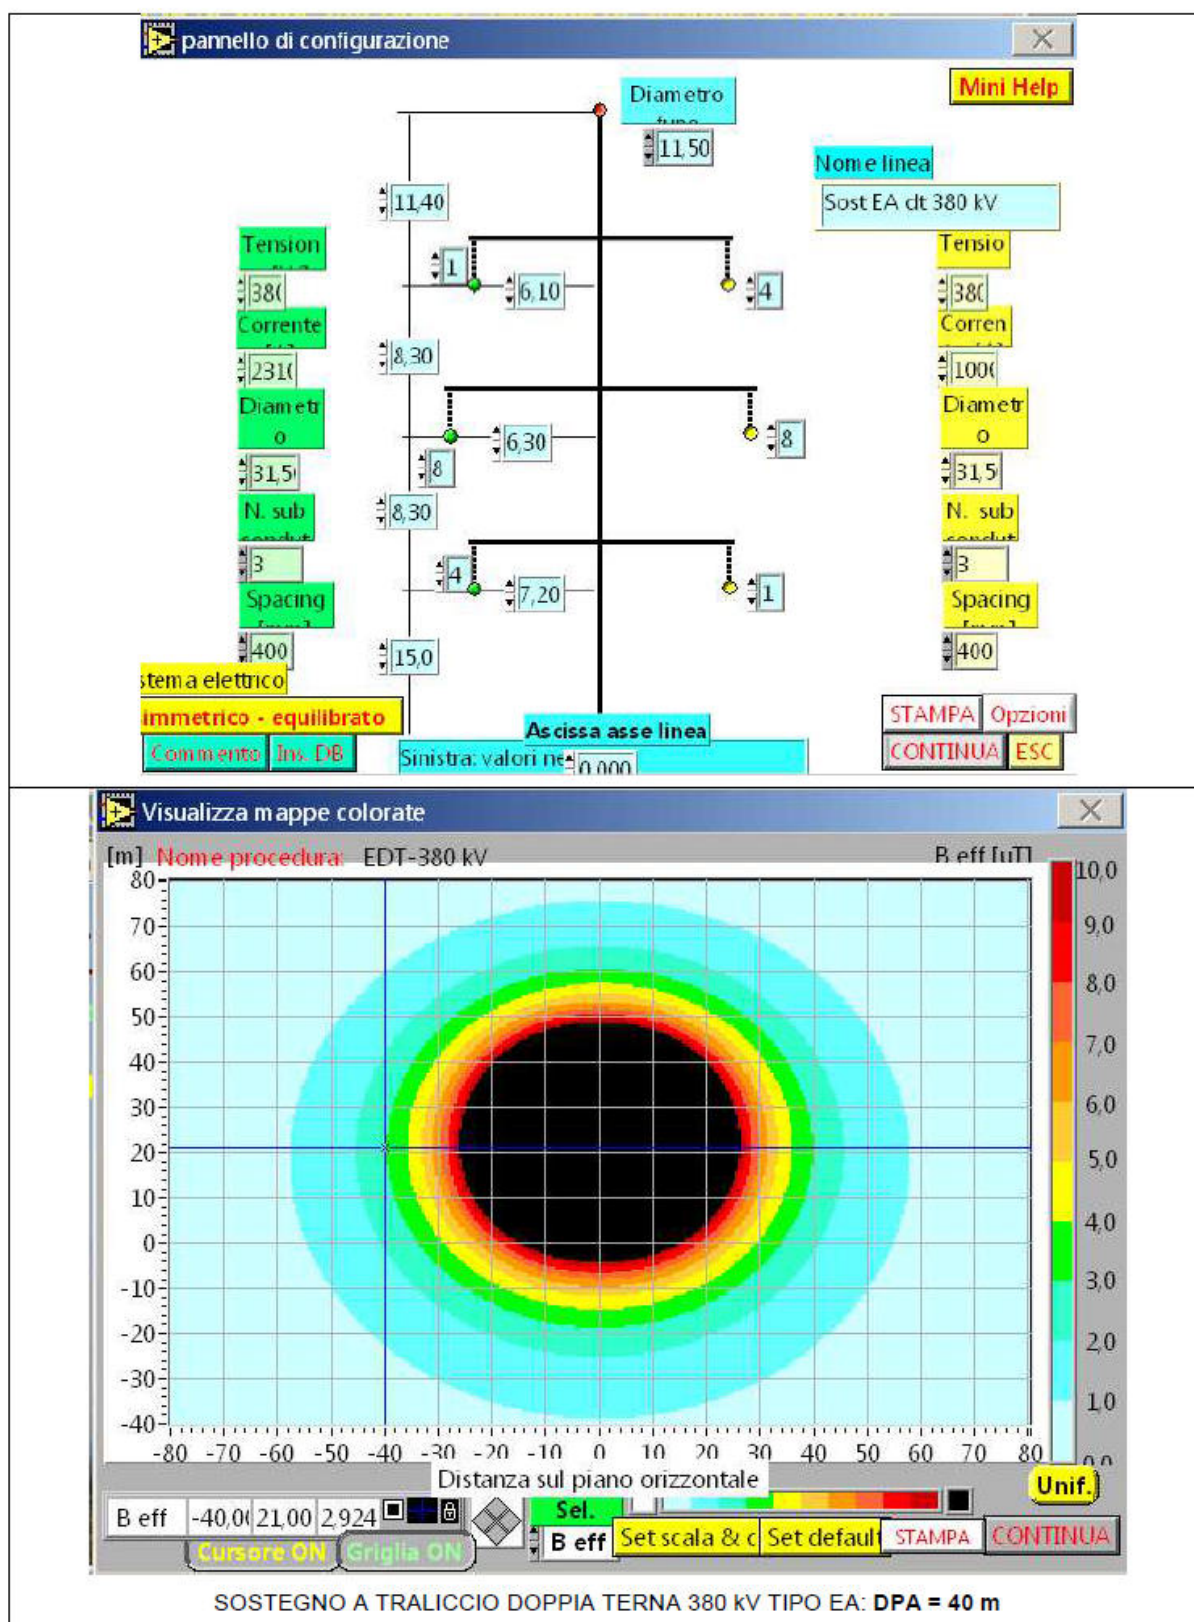 pannello di configurazione
Mini Help
Diametro
11,50
Nome linea
Sost EA dt 380 kV
11,40
Tension
Tensio
1
6,10
4
380
380
Corrente
Corren
8,30
231
100
Diametr
o
Diametr
o
6,30
8
8
31,5
31,5
N. sub
N. sub
8,30
4
3
7,20
1
3
Spacing
Spacing
400
15,0
400
stema elettrico
immetrico - equilibrato
STAMPA
Opzioni
Ascissa asse linea
Commento
Ins. DB
Sinistra: valori ne
0,000
CONTINUA
ESC
Visualizza mappe colorate
[m]
Nome procedura:
EDT-380 kV
B eff [uT]
80
70
60
50
40
30
20
10
0
-10
-20
-30
-40
10,0
9,0
8,0
7,0
6,0
5,0
4,0
3,0
2,0
1,0
0,0
-80 -70 -60 -50 -40 -30 -20 -10 0 10 20 30 40 50 60 70 80
Distanza sul piano orizzontale
Unif.
B eff
-40,0
21,00
2,924
Sel.
B eff
Cursore ON
Griglia ON
Set scala & c
Set default
STAMPA
CONTINUA
SOSTEGNO A TRALICCIO DOPPIA TERNA 380 kV TIPO EA: DPA = 40 m